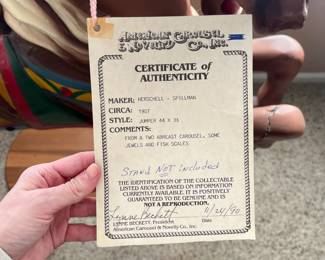 American Carousel
& Novelty Co., Inc.
CERTIFICATE of
AUTHENTICITY
MAKER: HERSCHELL - SPILLMAN
CIRCA: 1907
STYLE: JUMPER 44 X 35
COMMENTS:
FROM A TWO ABREAST CAROUSEL, SOME
JEWELS AND FISH SCALES
STAND NOT included
THE IDENTIFICATION OF THE COLLECTABLE
LISTED ABOVE IS BASED ON INFORMATION
CURRENTLY AVAILABLE. IT IS POSITIVELY
GUARANTEED TO BE GENUINE AND IS
NOT A REPRODUCTION.
Lynne Beckett 11/24/90
LYNNE BECKETT, President Date
American Carousel & Novelty Co., Inc.